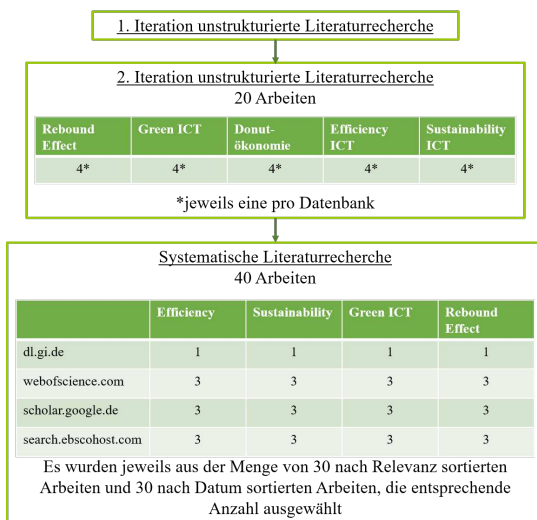 1. Iteration unstrukturierte Literaturrecherche
2. Iteration unstrukturierte Literaturrecherche
20 Arbeiten
Rebound Effect Green ICT Donut-ökonomie Efficiency ICT Sustainability ICT
4* 4* 4* 4* 4*
*jeweils eine pro Datenbank
Systematische Literaturrecherche
40 Arbeiten
Efficiency Sustainability Green ICT Rebound Effect
dl.gi.de 1 1 1 1
webofscience.com 3 3 3 3
scholar.google.de 3 3 3 3
search.ebscohost.com 3 3 3 3
Es wurden jeweils aus der Menge von 30 nach Relevanz sortierten
Arbeiten und 30 nach Datum sortierten Arbeiten, die entsprechende
Anzahl ausgewählt